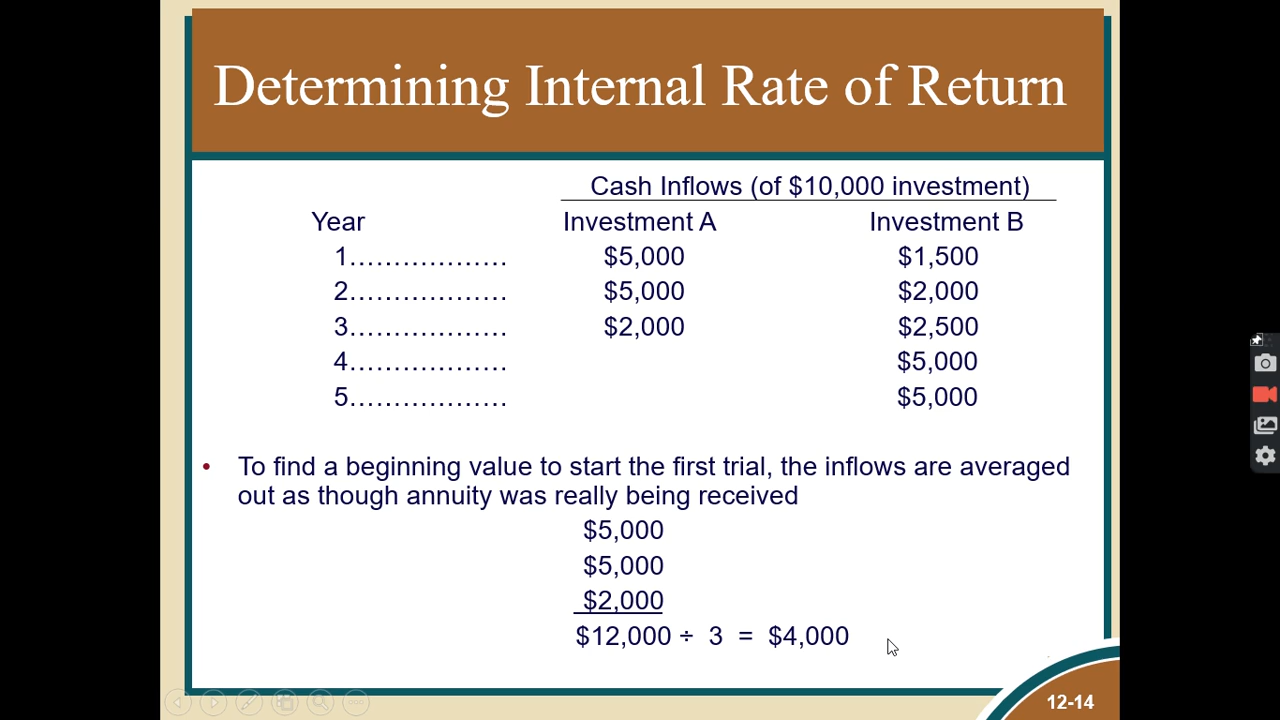 Determining Internal Rate of Return
Cash Inflows (of $10,000 investment)
Year Investment A Investment B
1……………… $5,000 $1,500
2……………… $5,000 $2,000
3……………… $2,000 $2,500
4……………… $5,000
5……………… $5,000
• To find a beginning value to start the first trial, the inflows are averaged
out as though annuity was really being received
$5,000
$5,000
$2,000
$12,000 ÷ 3 = $4,000
12-14